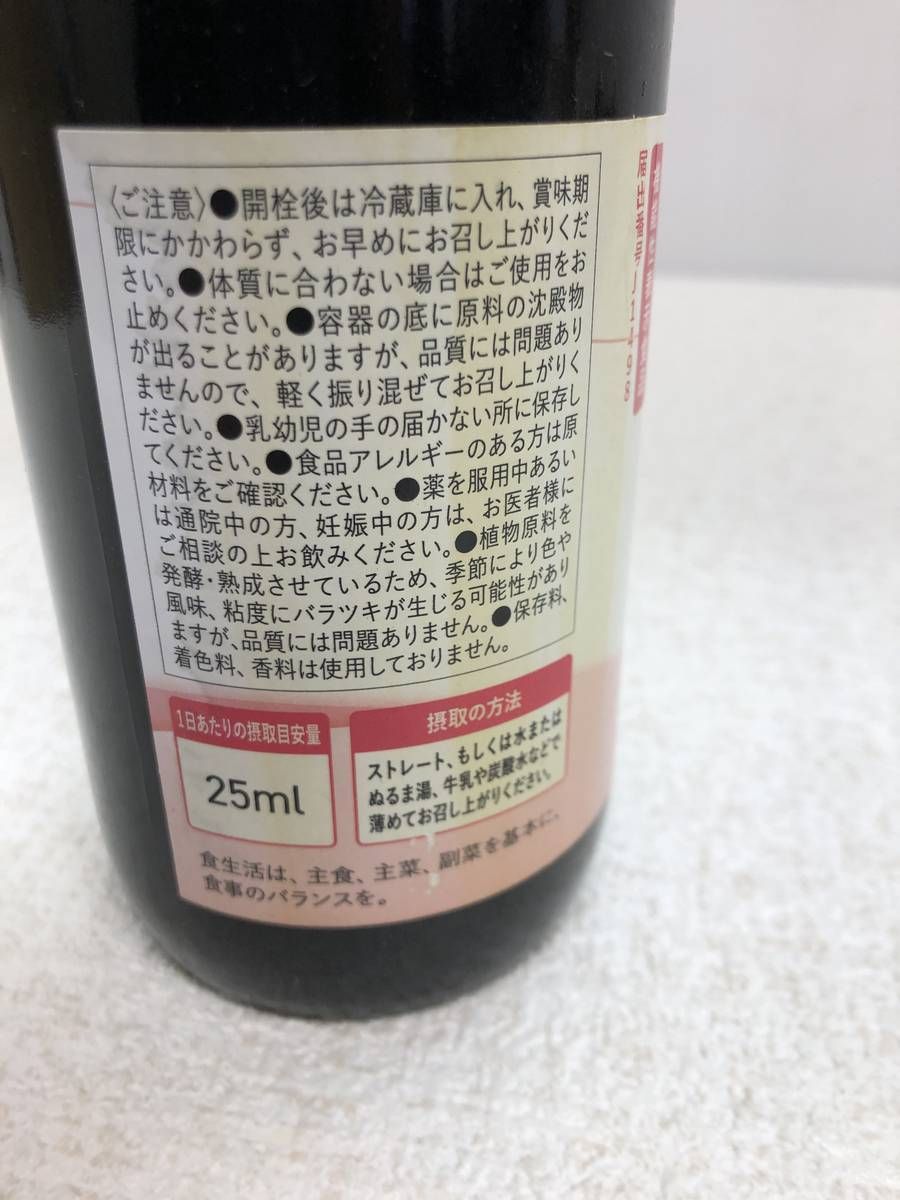 〈ご注意〉●開栓後は冷蔵庫に入れ、賞味期
限にかかわらず、お早めにお召し上がりくだ
さい。●体質に合わない場合はご使用をお
止めください。●容器の底に原料の沈殿物
が出ることがありますが、品質には問題あり
ませんので、軽く振り混ぜてお召し上がりく
ださい。●乳幼児の手の届かない所に保存し
てください。●食品アレルギーのある方は原
材料をご確認ください。●薬を服用中あるい
は通院中の方、妊娠中の方は、お医者様に
ご相談の上お飲みください。●植物原料を
発酵・熟成させているため、季節により色や
風味、粘度にバラツキが生じる可能性があり
ますが、品質には問題ありません。●保存料、
着色料、香料は使用しておりません。
1日あたりの摂取目安量
25ml
摂取の方法
ストレート、もしくは水または
ぬるま湯、牛乳や炭酸水などで
薄めてお召し上がりください。
食生活は、主食、主菜、副菜を基本に、
食事のバランスを。
届出番号